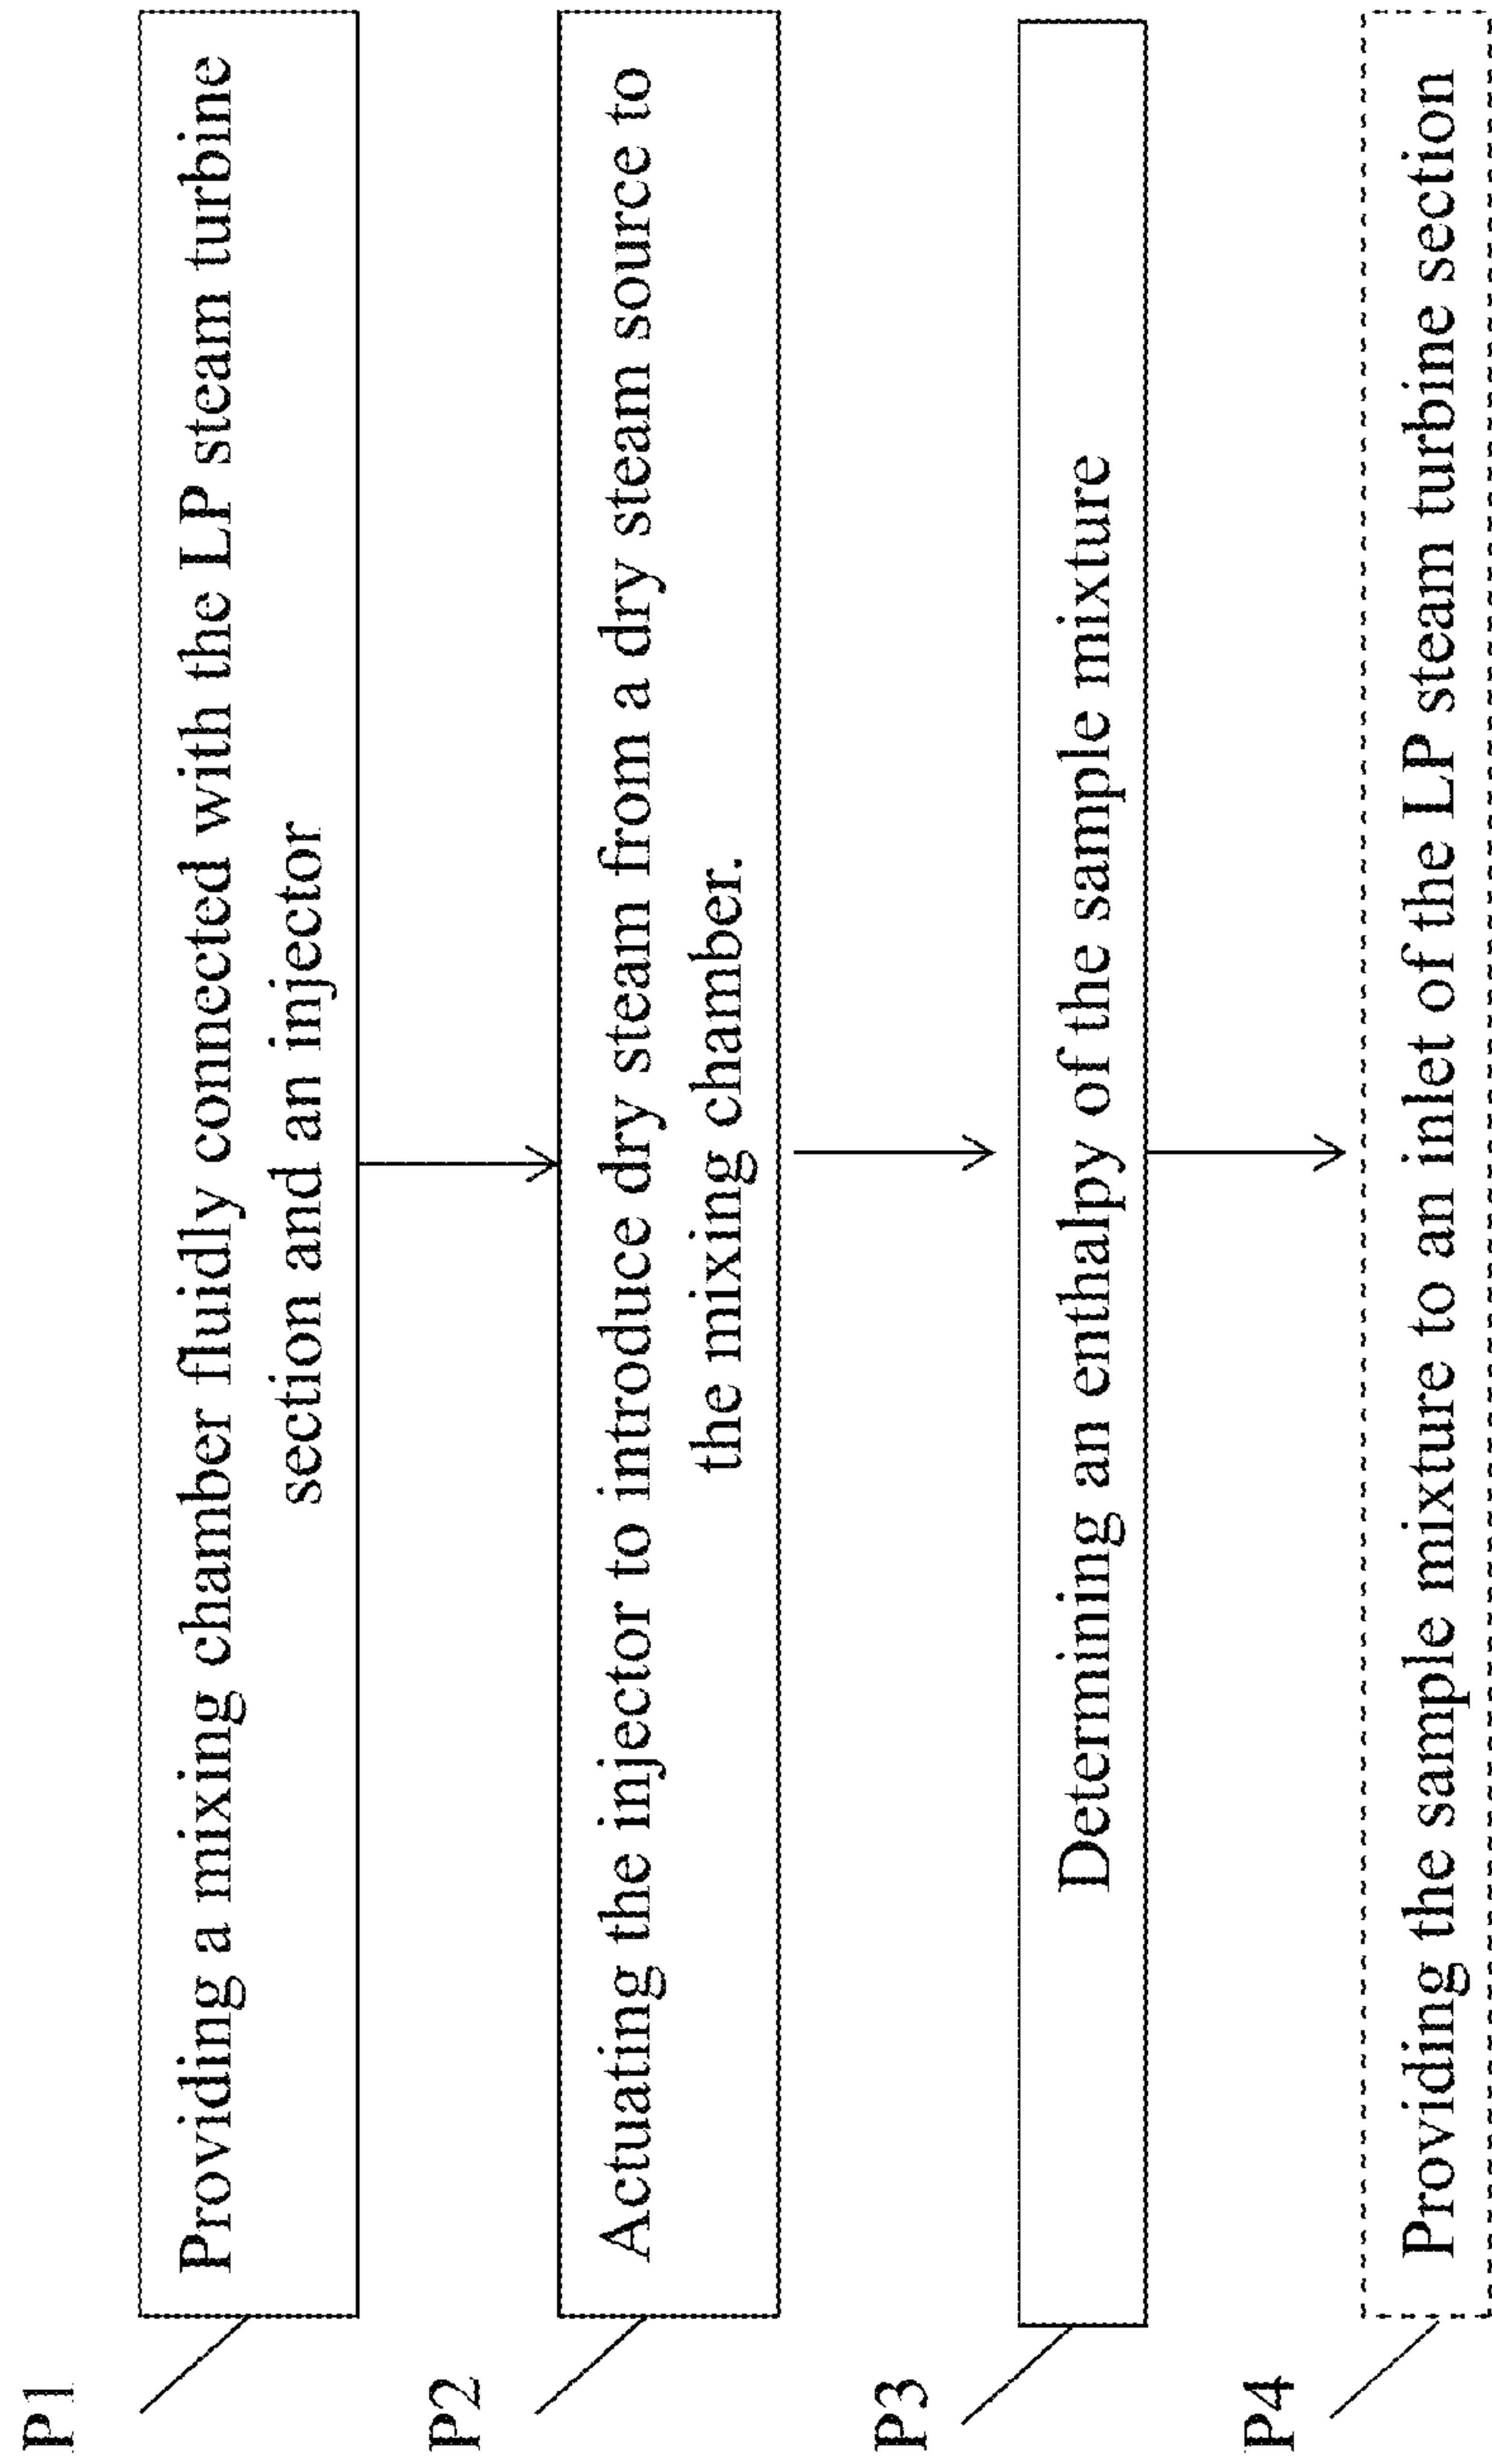 P1
Providing a mixing chamber fluidly connected with the LP steam turbine
section and an injector
P2
Actuating the injector to introduce dry steam from a dry steam source to
the mixing chamber.
P3
Determining an enthalpy of the sample mixture
P4
Providing the sample mixture to an inlet of the LP steam turbine section